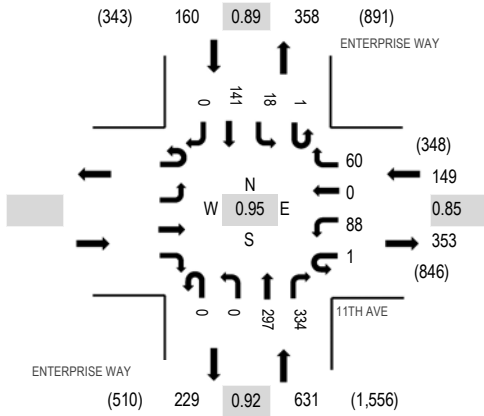 (343) 160 0.89 358 (891)
ENTERPRISE WAY
0 141 18 1
(348)
60
149
N
0
W 0.95 E
0.85
88
353
S
1
(846)
0 0 297 334
11TH AVE
ENTERPRISE WAY
(510) 229 0.92 631 (1,556)